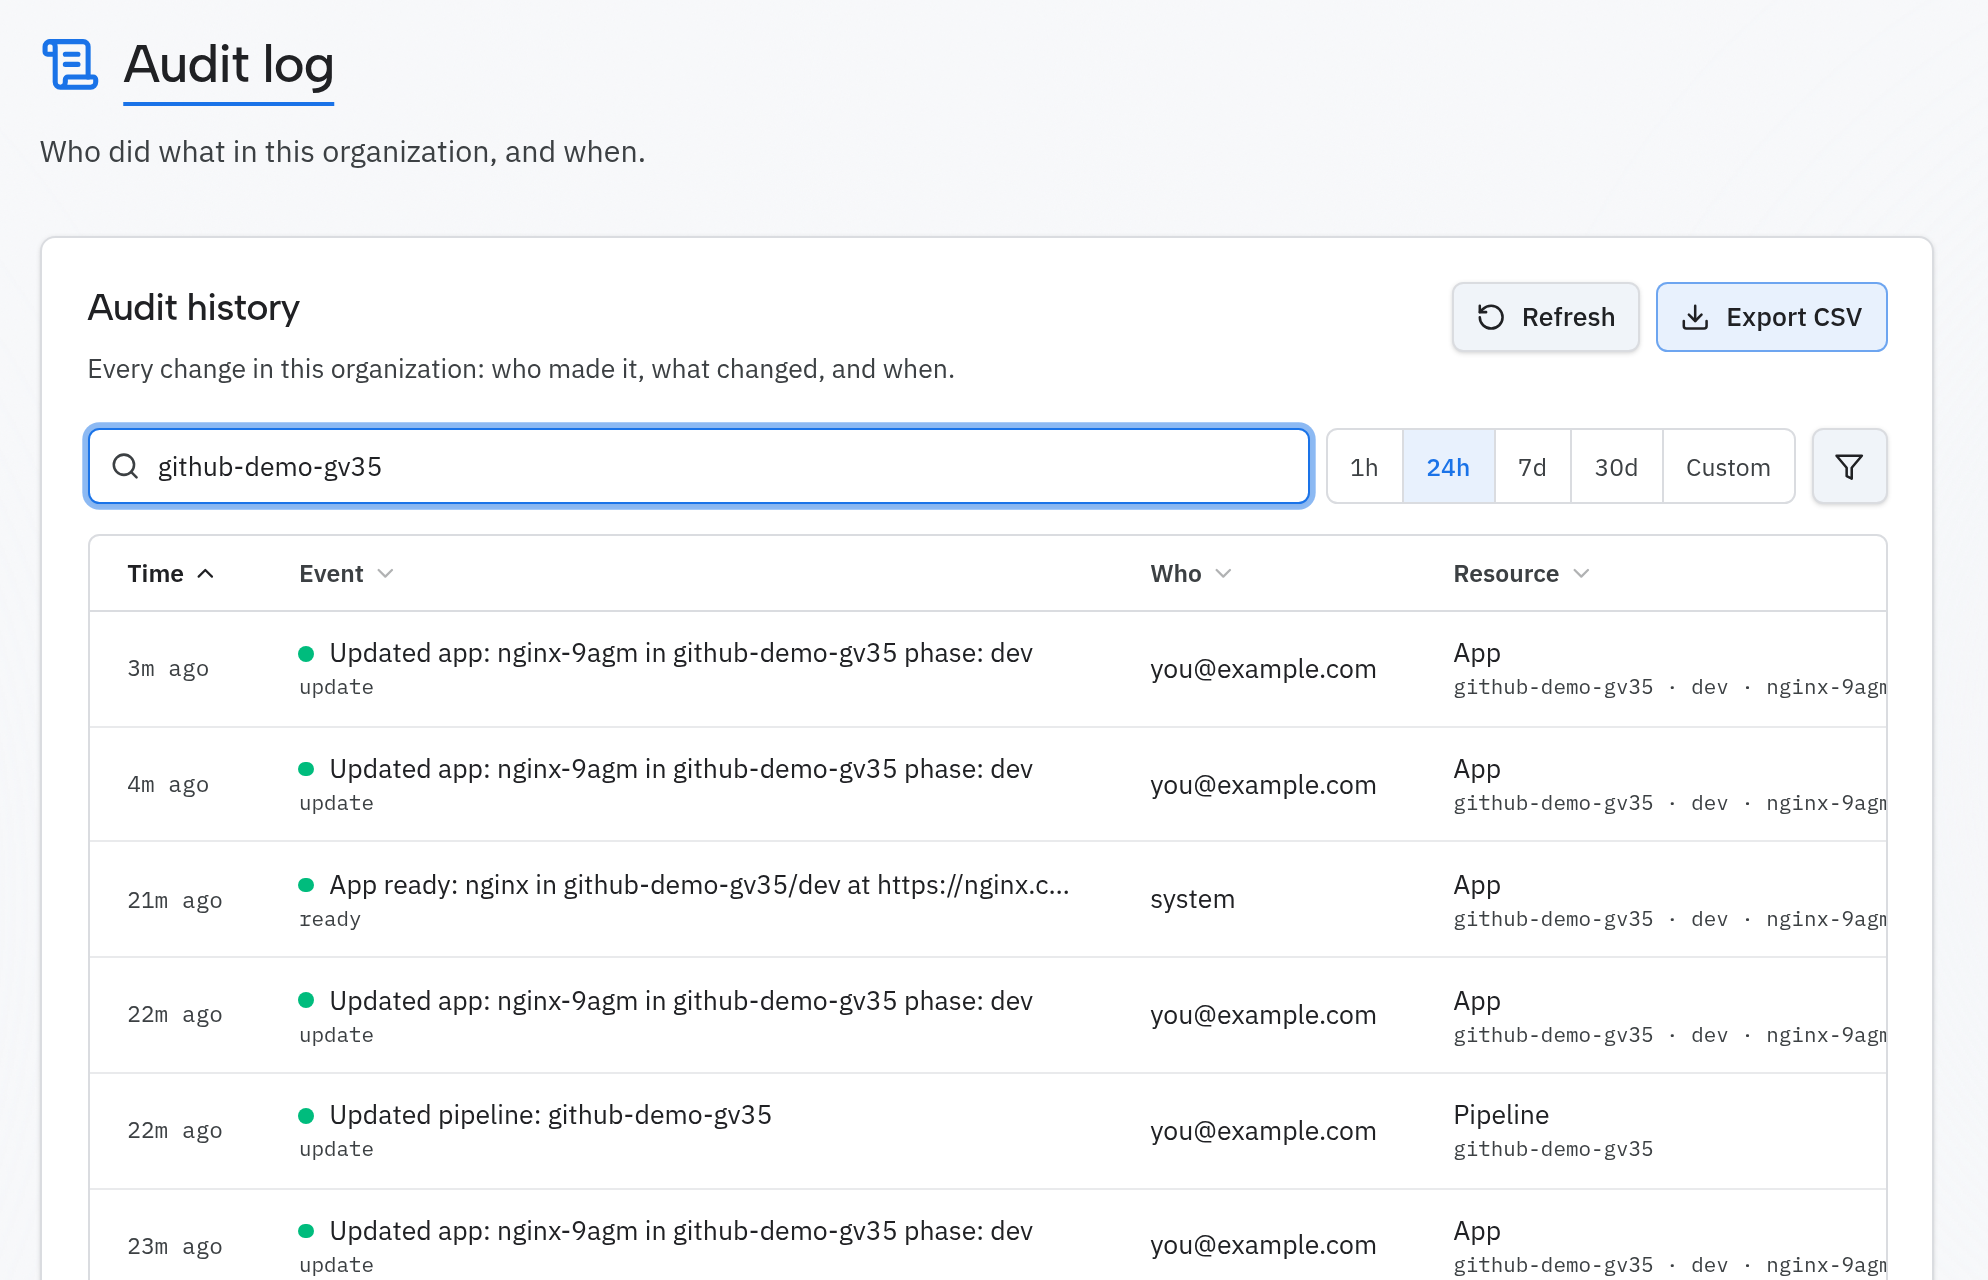 Audit log
Who did what in this organization, and when.
Audit history
Refresh
Export CSV
Every change in this organization: who made it, what changed, and when.
github-demo-gv35
1h
24h
7d
30d
Custom
Time
Event
Who
Resource
3m ago
Updated app: nginx-9agm in github-demo-gv35 phase: dev
update
you@example.com
App
github-demo-gv35 · dev · nginx-9agm
4m ago
Updated app: nginx-9agm in github-demo-gv35 phase: dev
update
you@example.com
App
github-demo-gv35 · dev · nginx-9agm
21m ago
App ready: nginx in github-demo-gv35/dev at https://nginx.c...
ready
system
App
github-demo-gv35 · dev · nginx-9agm
22m ago
Updated app: nginx-9agm in github-demo-gv35 phase: dev
update
you@example.com
App
github-demo-gv35 · dev · nginx-9agm
22m ago
Updated pipeline: github-demo-gv35
update
you@example.com
Pipeline
github-demo-gv35
23m ago
Updated app: nginx-9agm in github-demo-gv35 phase: dev
update
you@example.com
App
github-demo-gv35 · dev · nginx-9agm